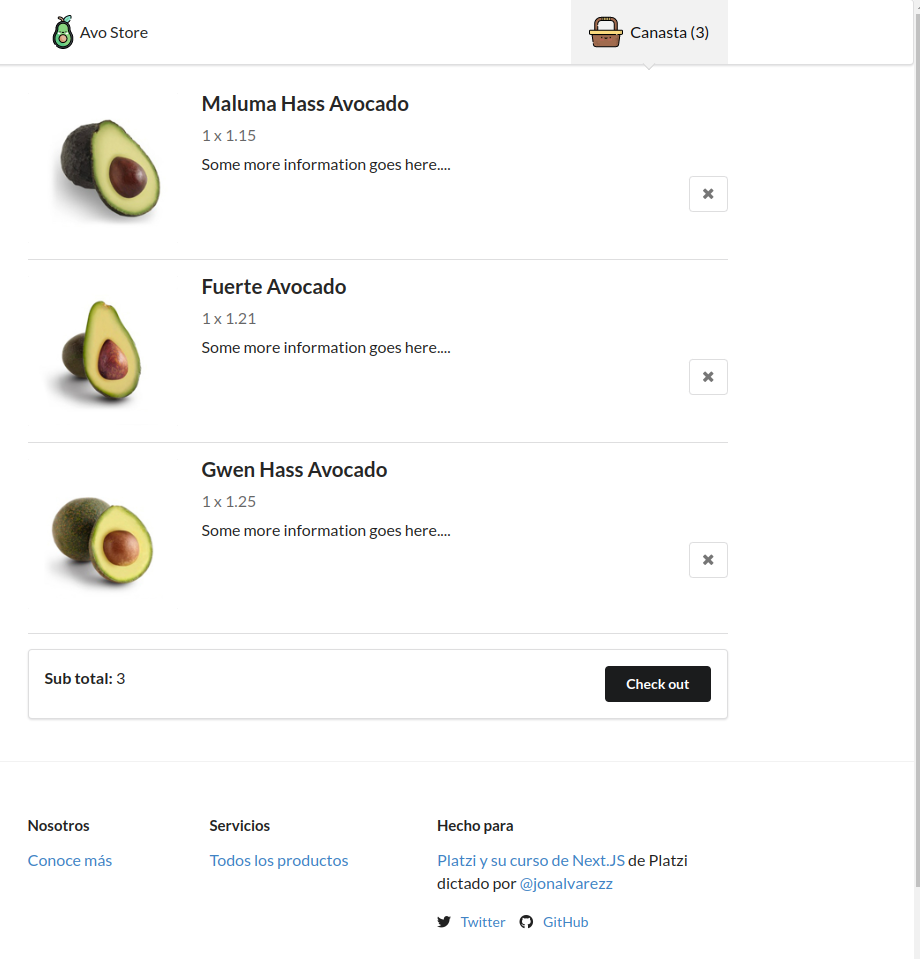 Avo Store
Canasta (3)
Maluma Hass Avocado
1 x 1.15
Some more information goes here....
Fuerte Avocado
1 x 1.21
Some more information goes here....
Gwen Hass Avocado
1 x 1.25
Some more information goes here....
Sub total: 3
Check out
Nosotros
Conoce más
Servicios
Todos los productos
Hecho para
Platzi y su curso de Next.JS de Platzi
dictado por @jonalvarezz
Twitter GitHub